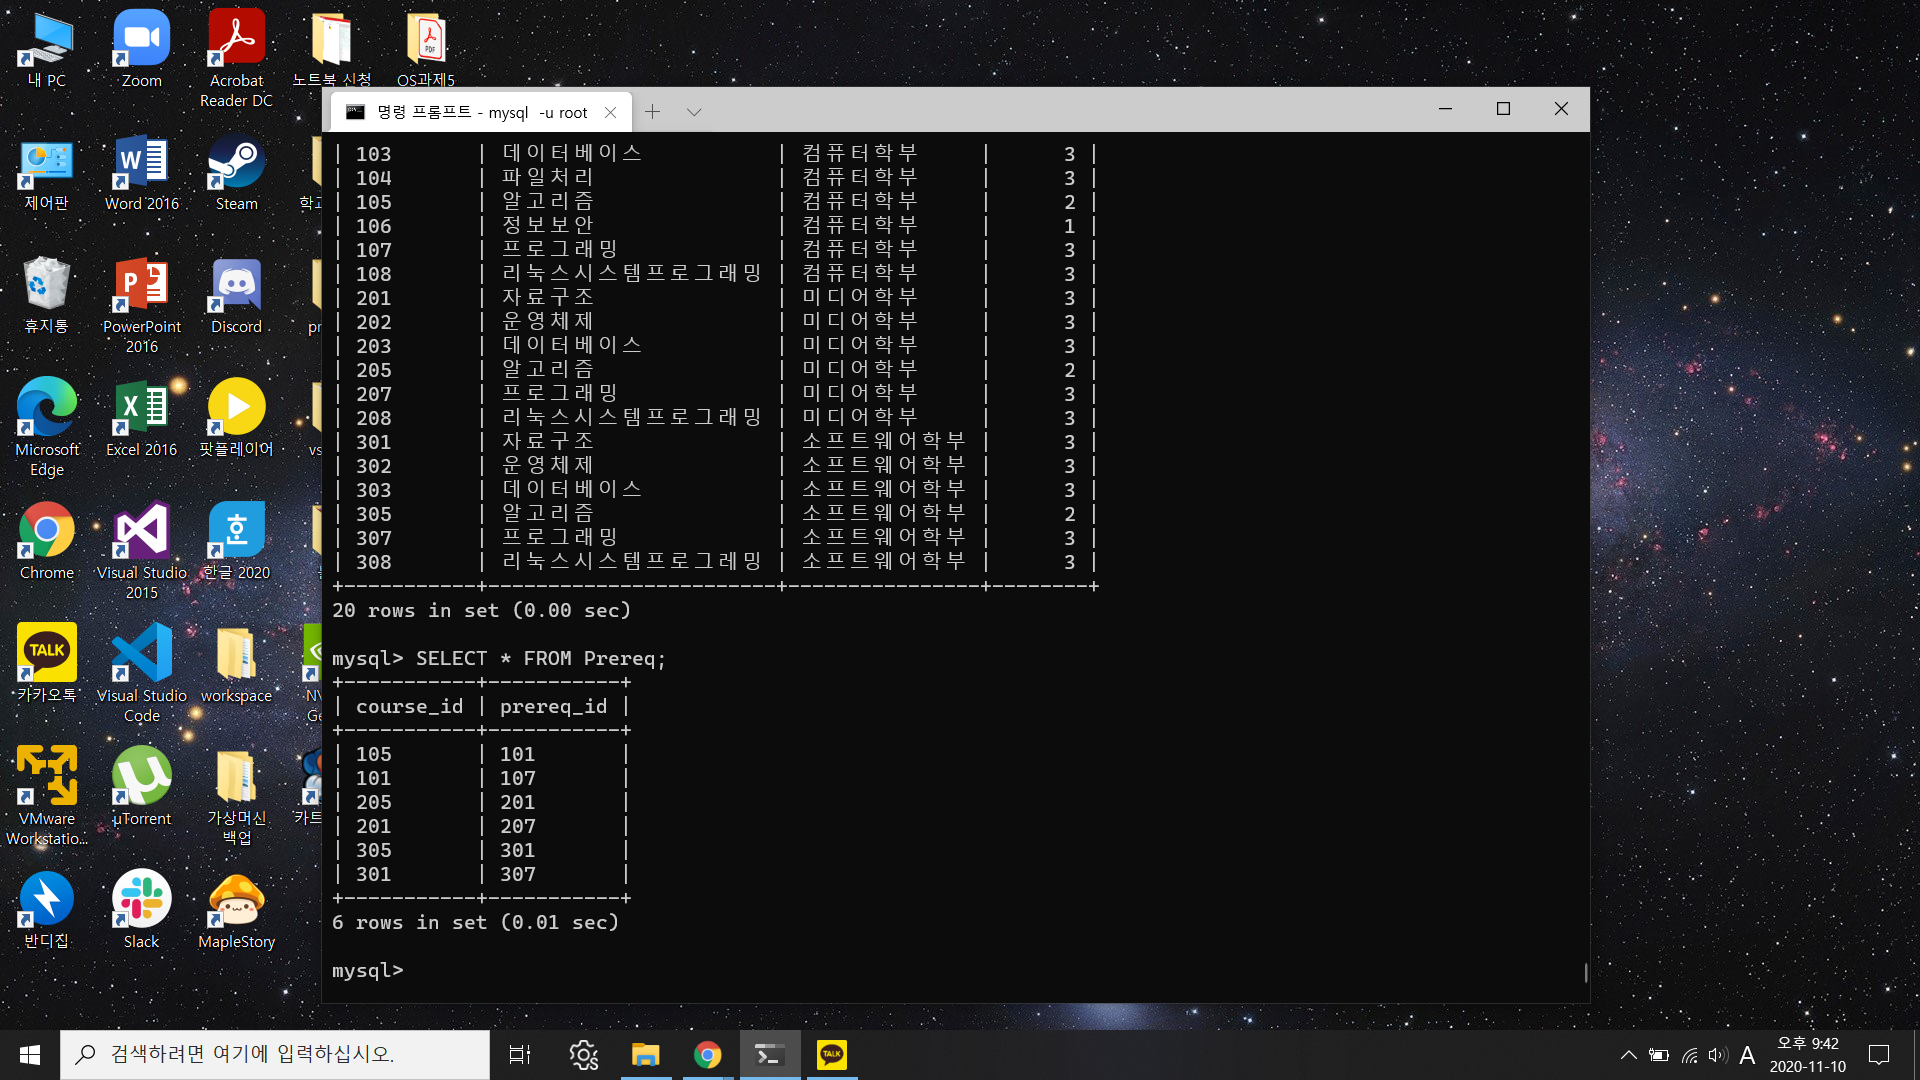 내 PC
Zoom
Acrobat Reader DC
노트북 신청
OS과제5
제어판
Word 2016
Steam
휴지통
PowerPoint 2016
Discord
Microsoft Edge
Excel 2016
팟플레이어
Chrome
Visual Studio 2015
한글 2020
카카오톡
Visual Studio Code
workspace
VMware Workstatio...
µTorrent
가상머신 백업
반디집
Slack
MapleStory
명령 프롬프트 - mysql -u root
| 103 | 데이터베이스 | 컴퓨터학부 | 3 |
| 104 | 파일처리 | 컴퓨터학부 | 3 |
| 105 | 알고리즘 | 컴퓨터학부 | 2 |
| 106 | 정보보안 | 컴퓨터학부 | 1 |
| 107 | 프로그래밍 | 컴퓨터학부 | 3 |
| 108 | 리눅스시스템프로그래밍 | 컴퓨터학부 | 3 |
| 201 | 자료구조 | 미디어학부 | 3 |
| 202 | 운영체제 | 미디어학부 | 3 |
| 203 | 데이터베이스 | 미디어학부 | 3 |
| 205 | 알고리즘 | 미디어학부 | 2 |
| 207 | 프로그래밍 | 미디어학부 | 3 |
| 208 | 리눅스시스템프로그래밍 | 미디어학부 | 3 |
| 301 | 자료구조 | 소프트웨어학부 | 3 |
| 302 | 운영체제 | 소프트웨어학부 | 3 |
| 303 | 데이터베이스 | 소프트웨어학부 | 3 |
| 305 | 알고리즘 | 소프트웨어학부 | 2 |
| 307 | 프로그래밍 | 소프트웨어학부 | 3 |
| 308 | 리눅스시스템프로그레밍 | 소프트웨어학부 | 3 |
+-----------+------------------------+----------------+--------+
20 rows in set (0.00 sec)
mysql> SELECT * FROM Prereq;
+-----------+-----------+
| course_id | prereq_id |
+-----------+-----------+
| 105 | 101 |
| 101 | 107 |
| 205 | 201 |
| 201 | 207 |
| 305 | 301 |
| 301 | 307 |
+-----------+-----------+
6 rows in set (0.01 sec)
mysql>
검색하려면 여기에 입력하십시오.
TALK
A
오후 9:42
2020-11-10